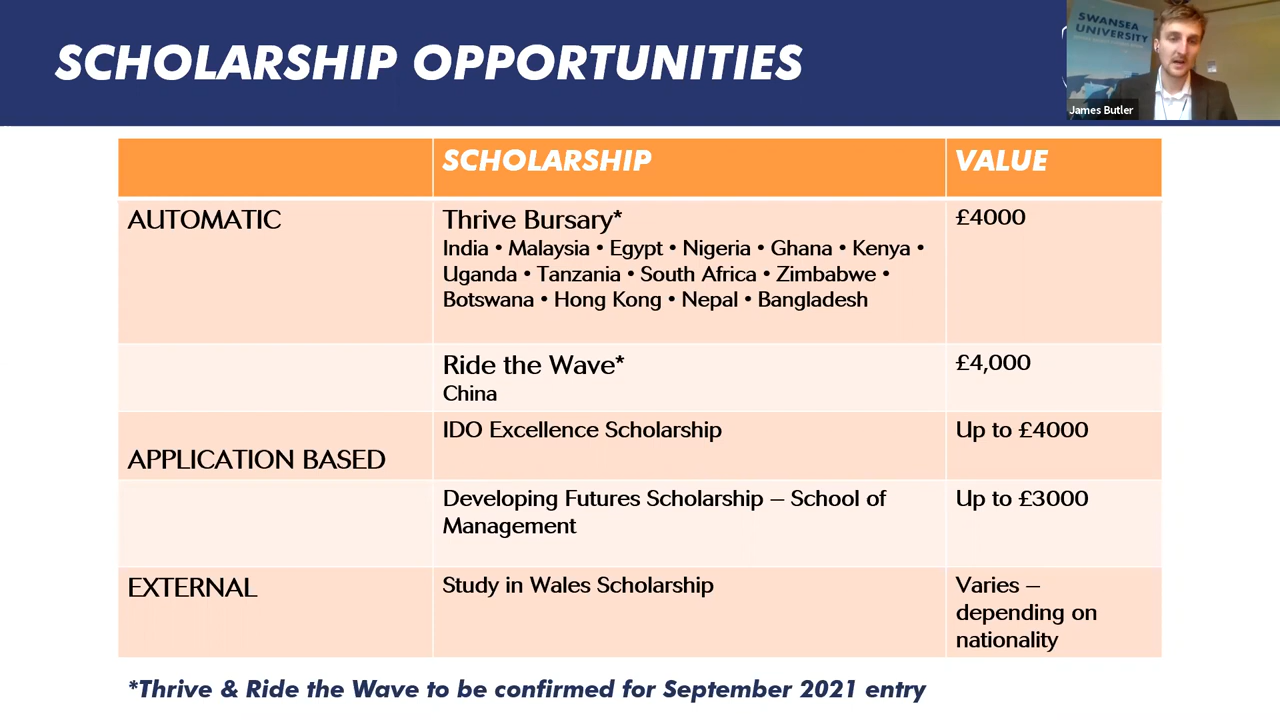 SCHOLARSHIP OPPORTUNITIES
SWANSEA
UNIVERSITY
James Butler
SCHOLARSHIP
VALUE
AUTOMATIC
Thrive Bursary*
£4000
India • Malaysia • Egypt • Nigeria • Ghana • Kenya •
Uganda • Tanzania • South Africa • Zimbabwe •
Botswana • Hong Kong • Nepal • Bangladesh
Ride the Wave*
£4,000
China
IDO Excellence Scholarship
Up to £4000
APPLICATION BASED
Developing Futures Scholarship – School of
Management
Up to £3000
EXTERNAL
Study in Wales Scholarship
Varies –
depending on
nationality
*Thrive & Ride the Wave to be confirmed for September 2021 entry